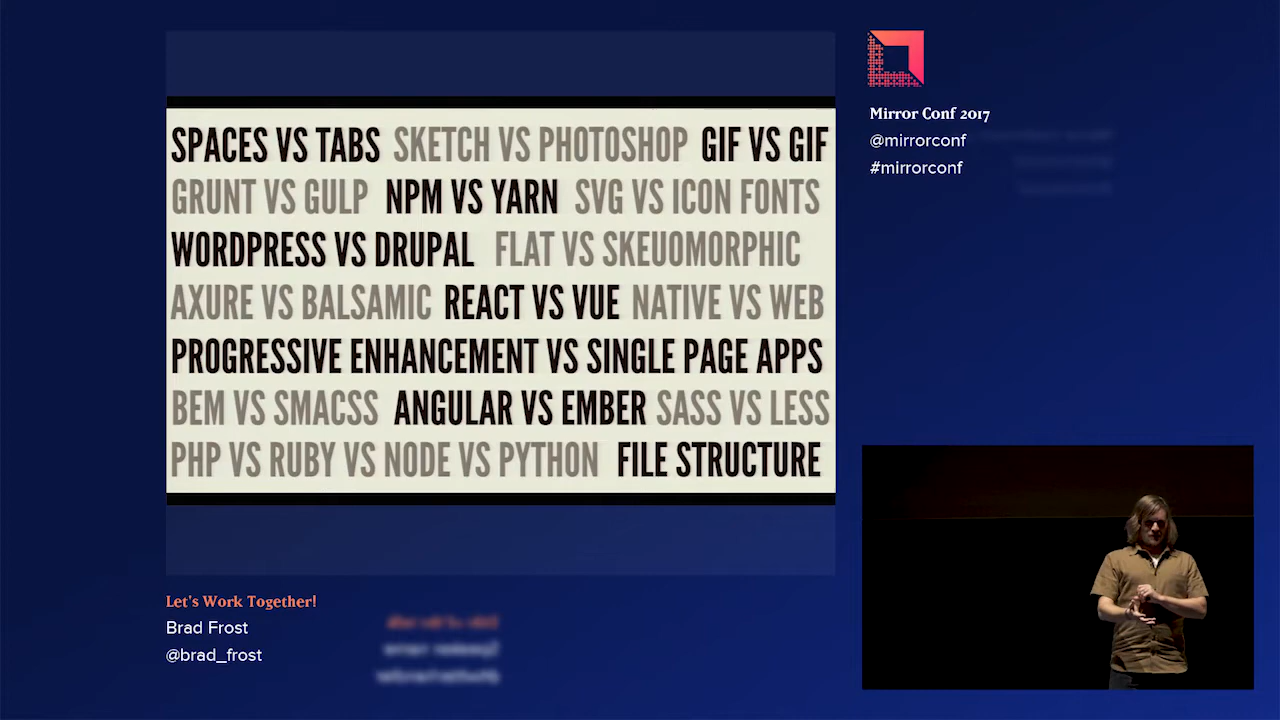 SPACES VS TABS SKETCH VS PHOTOSHOP GIF VS GIF
GRUNT VS GULP NPM VS YARN SVG VS ICON FONTS
WORDPRESS VS DRUPAL FLAT VS SKEUOMORPHIC
AXURE VS BALSAMIC REACT VS VUE NATIVE VS WEB
PROGRESSIVE ENHANCEMENT VS SINGLE PAGE APPS
BEM VS SMACSS ANGULAR VS EMBER SASS VS LESS
PHP VS RUBY VS NODE VS PYTHON FILE STRUCTURE
Mirror Conf 2017
@mirrorconf
#mirrorconf
Let's Work Together!
Brad Frost
@brad_frost